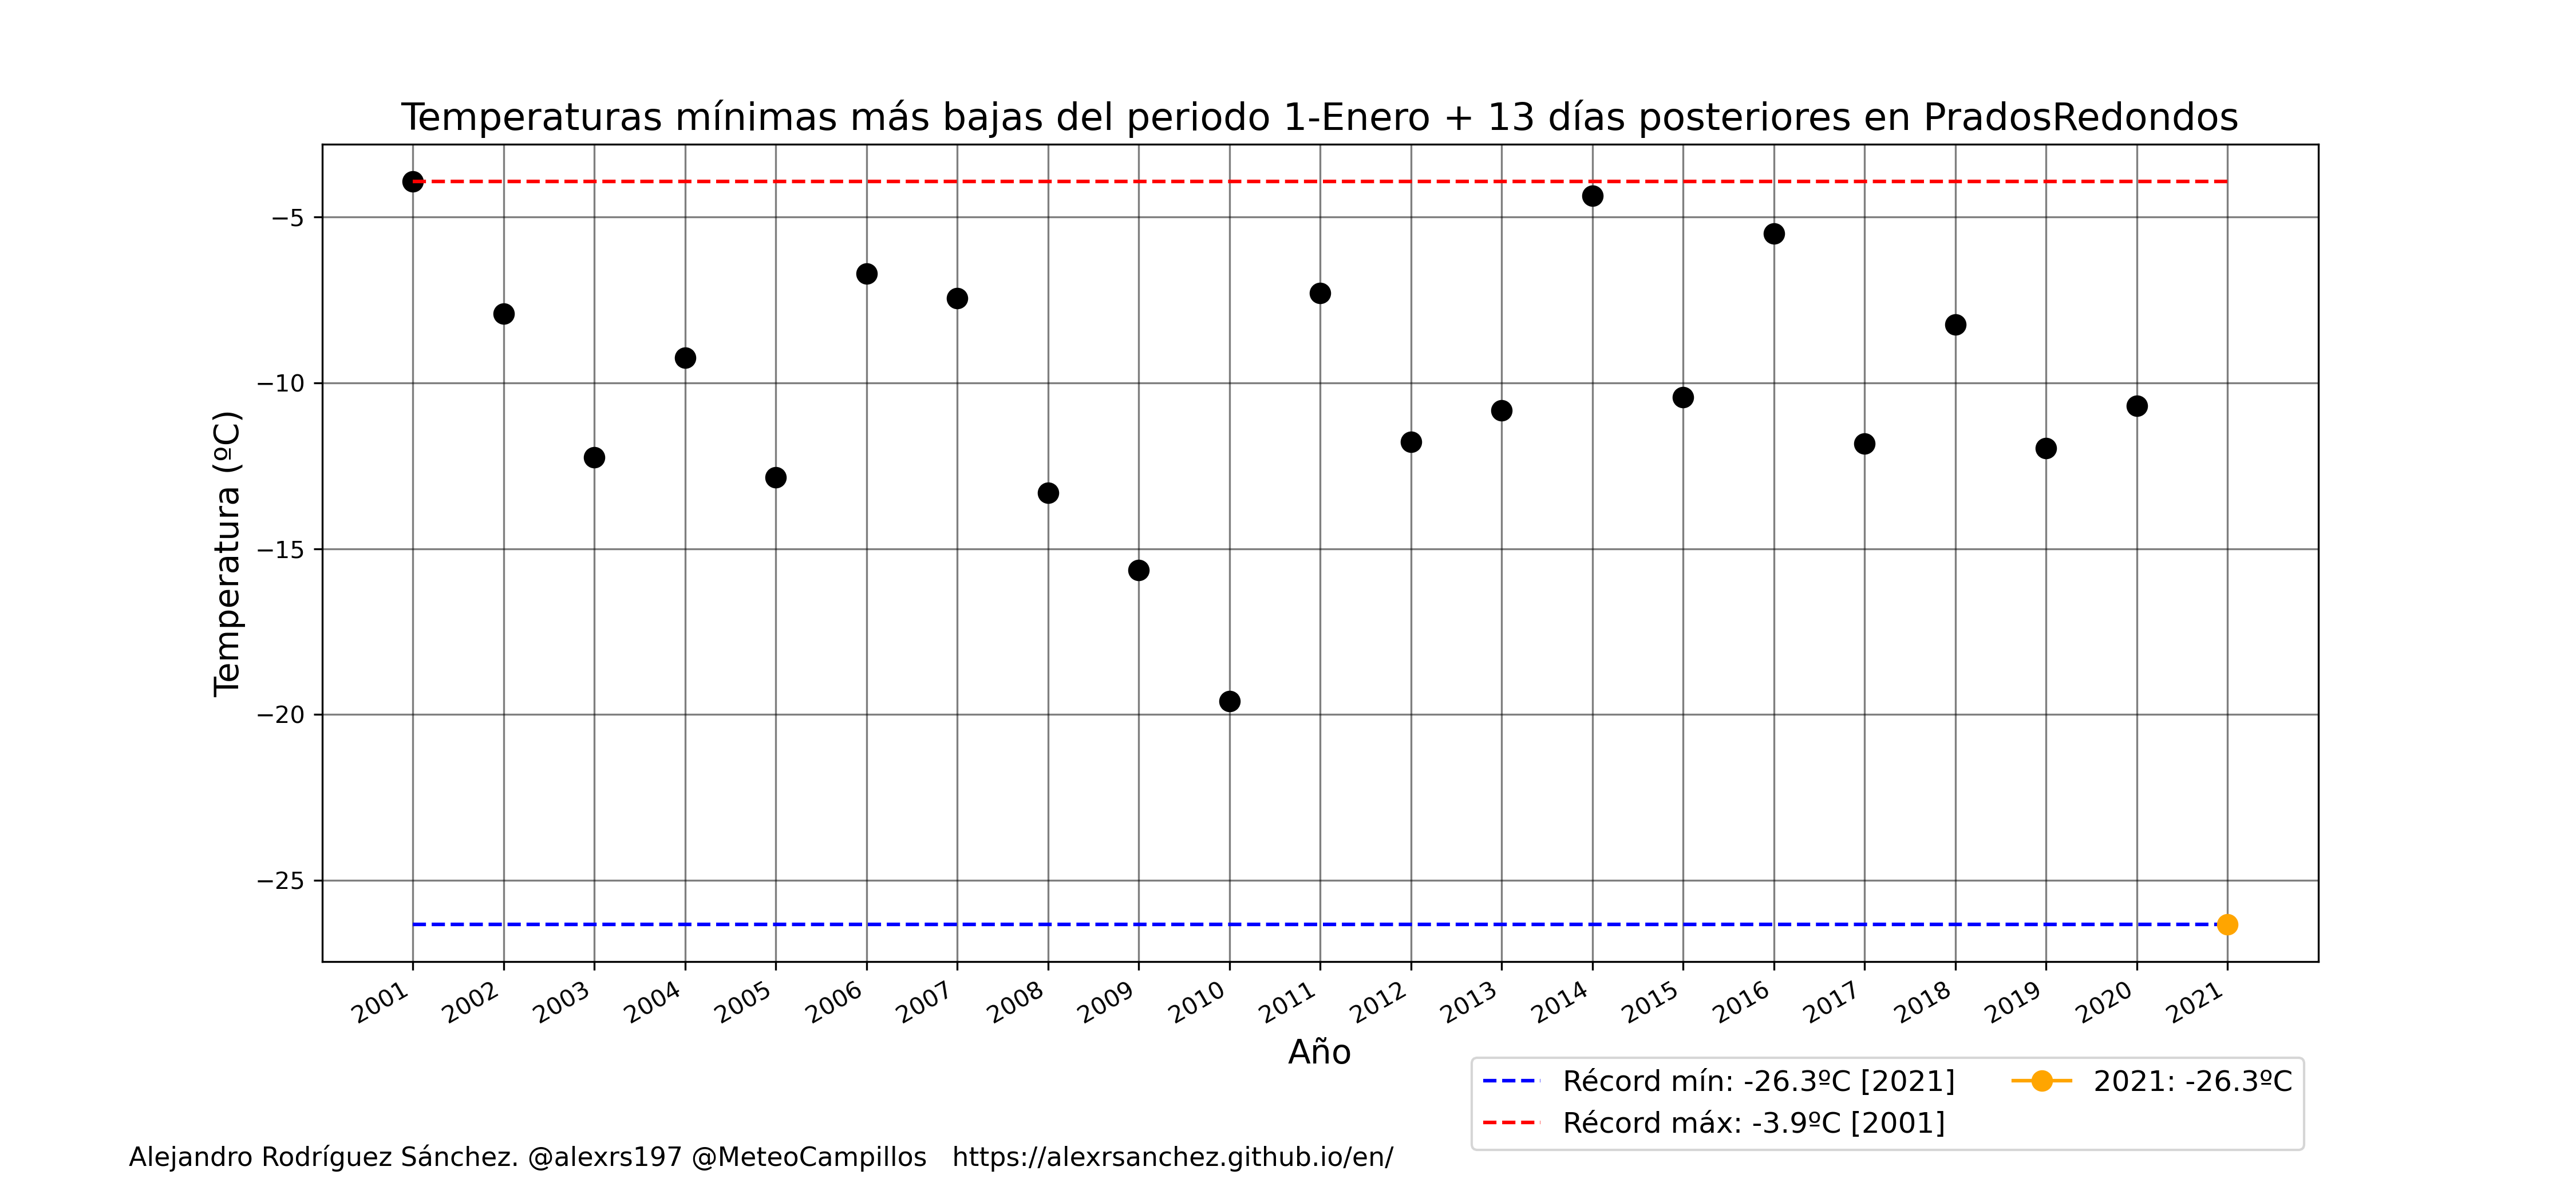 Temperaturas mínimas más bajas del periodo 1-Enero + 13 días posteriores en PradosRedondos
Temperatura (ºC)
−5
−10
−15
−20
−25
2001 2002 2003 2004 2005 2006 2007 2008 2009 2010 2011 2012 2013 2014 2015 2016 2017 2018 2019 2020 2021
Año
Récord mín: -26.3ºC [2021]
Récord máx: -3.9ºC [2001]
2021: -26.3ºC
Alejandro Rodríguez Sánchez. @alexrs197 @MeteoCampillos https://alexrsanchez.github.io/en/